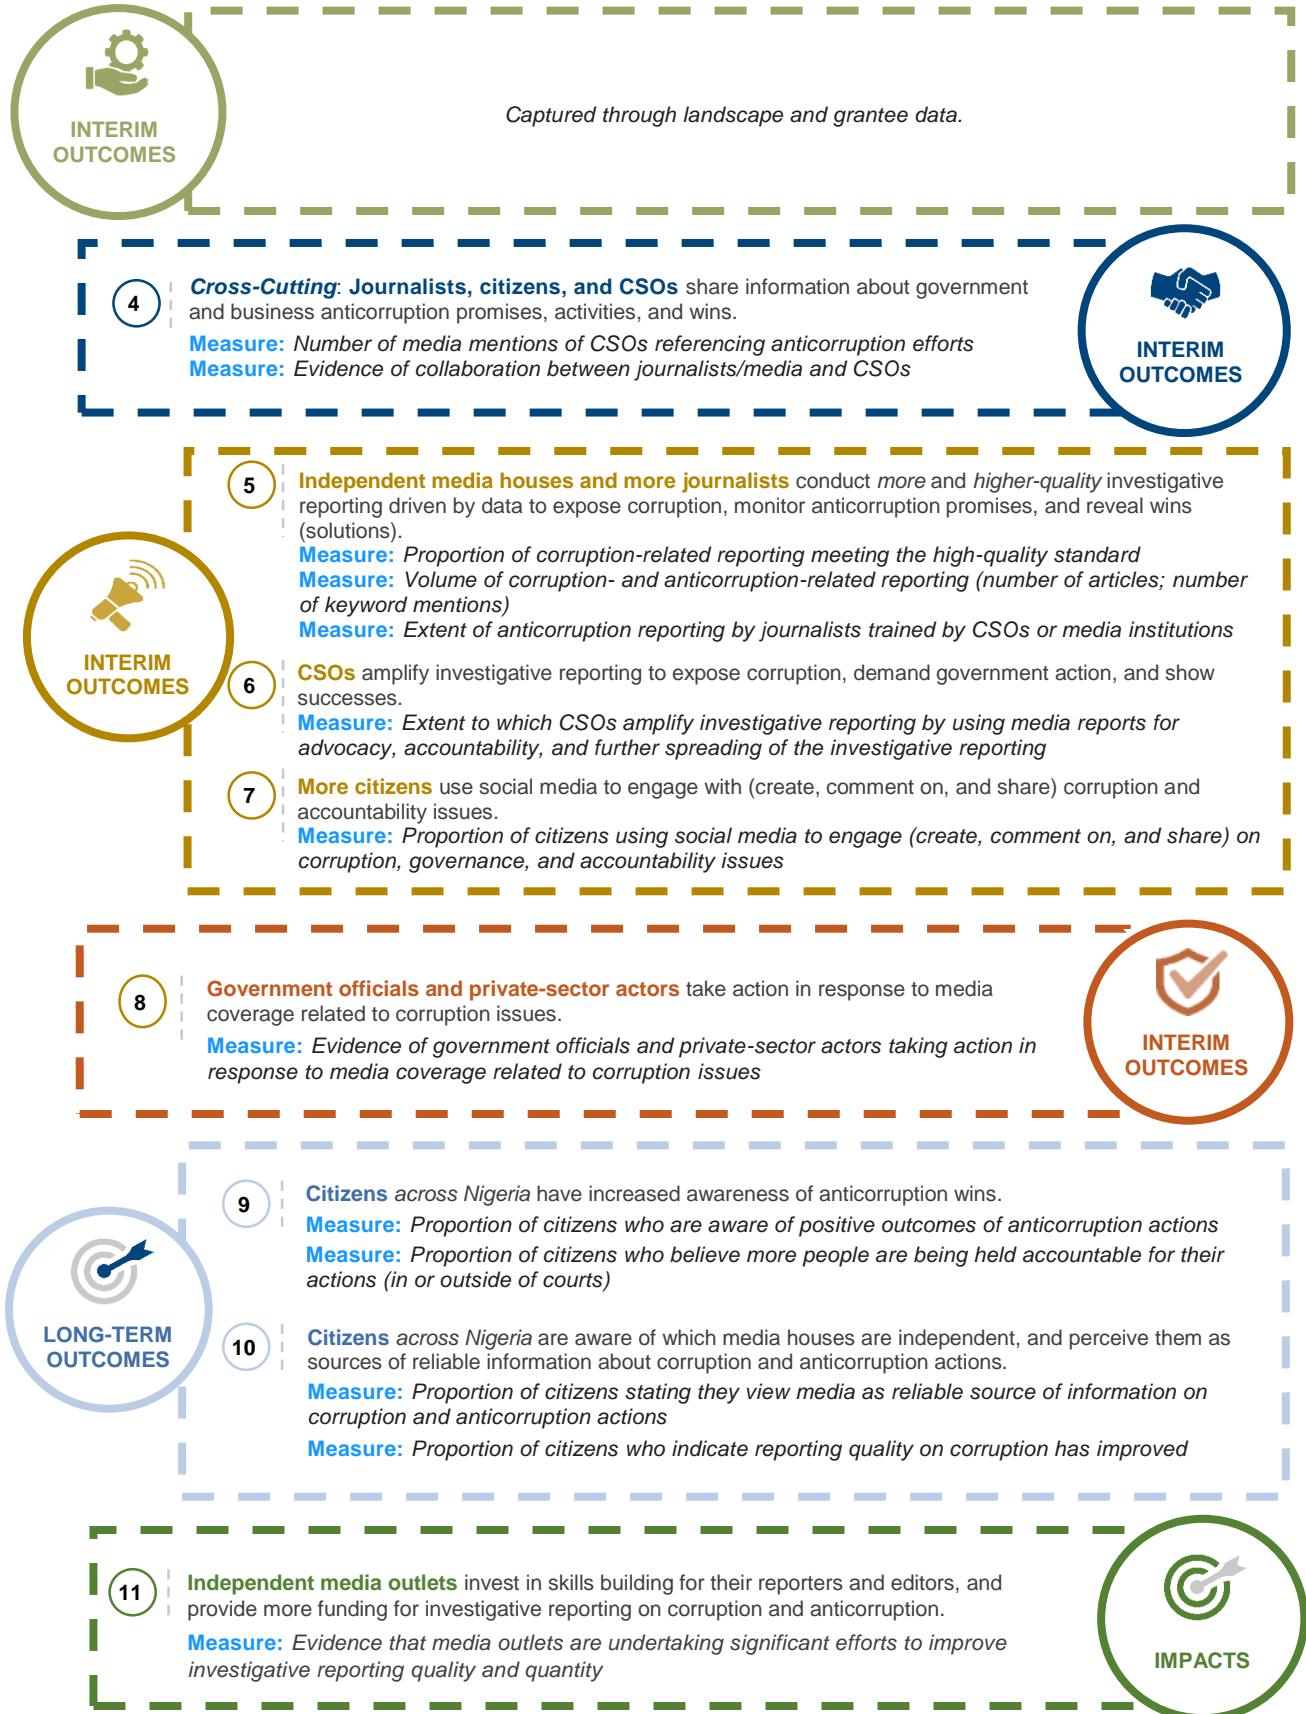 INTERIM
OUTCOMES
Captured through landscape and grantee data.
4
Cross-Cutting: Journalists, citizens, and CSOs share information about government
and business anticorruption promises, activities, and wins.
Measure: Number of media mentions of CSOs referencing anticorruption efforts
Measure: Evidence of collaboration between journalists/media and CSOs
INTERIM
OUTCOMES
INTERIM
OUTCOMES
5
Independent media houses and more journalists conduct more and higher-quality investigative
reporting driven by data to expose corruption, monitor anticorruption promises, and reveal wins
(solutions).
Measure: Proportion of corruption-related reporting meeting the high-quality standard
Measure: Volume of corruption- and anticorruption-related reporting (number of articles; number
of keyword mentions)
Measure: Extent of anticorruption reporting by journalists trained by CSOs or media institutions
6
CSOs amplify investigative reporting to expose corruption, demand government action, and show
successes.
Measure: Extent to which CSOs amplify investigative reporting by using media reports for
advocacy, accountability, and further spreading of the investigative reporting
7
More citizens use social media to engage with (create, comment on, and share) corruption and
accountability issues.
Measure: Proportion of citizens using social media to engage (create, comment on, and share) on
corruption, governance, and accountability issues
8
Government officials and private-sector actors take action in response to media
coverage related to corruption issues.
Measure: Evidence of government officials and private-sector actors taking action in
response to media coverage related to corruption issues
INTERIM
OUTCOMES
LONG-TERM
OUTCOMES
9
Citizens across Nigeria have increased awareness of anticorruption wins.
Measure: Proportion of citizens who are aware of positive outcomes of anticorruption actions
Measure: Proportion of citizens who believe more people are being held accountable for their
actions (in or outside of courts)
10
Citizens across Nigeria are aware of which media houses are independent, and perceive them as
sources of reliable information about corruption and anticorruption actions.
Measure: Proportion of citizens stating they view media as reliable source of information on
corruption and anticorruption actions
Measure: Proportion of citizens who indicate reporting quality on corruption has improved
11
Independent media outlets invest in skills building for their reporters and editors, and
provide more funding for investigative reporting on corruption and anticorruption.
Measure: Evidence that media outlets are undertaking significant efforts to improve
investigative reporting quality and quantity
IMPACTS